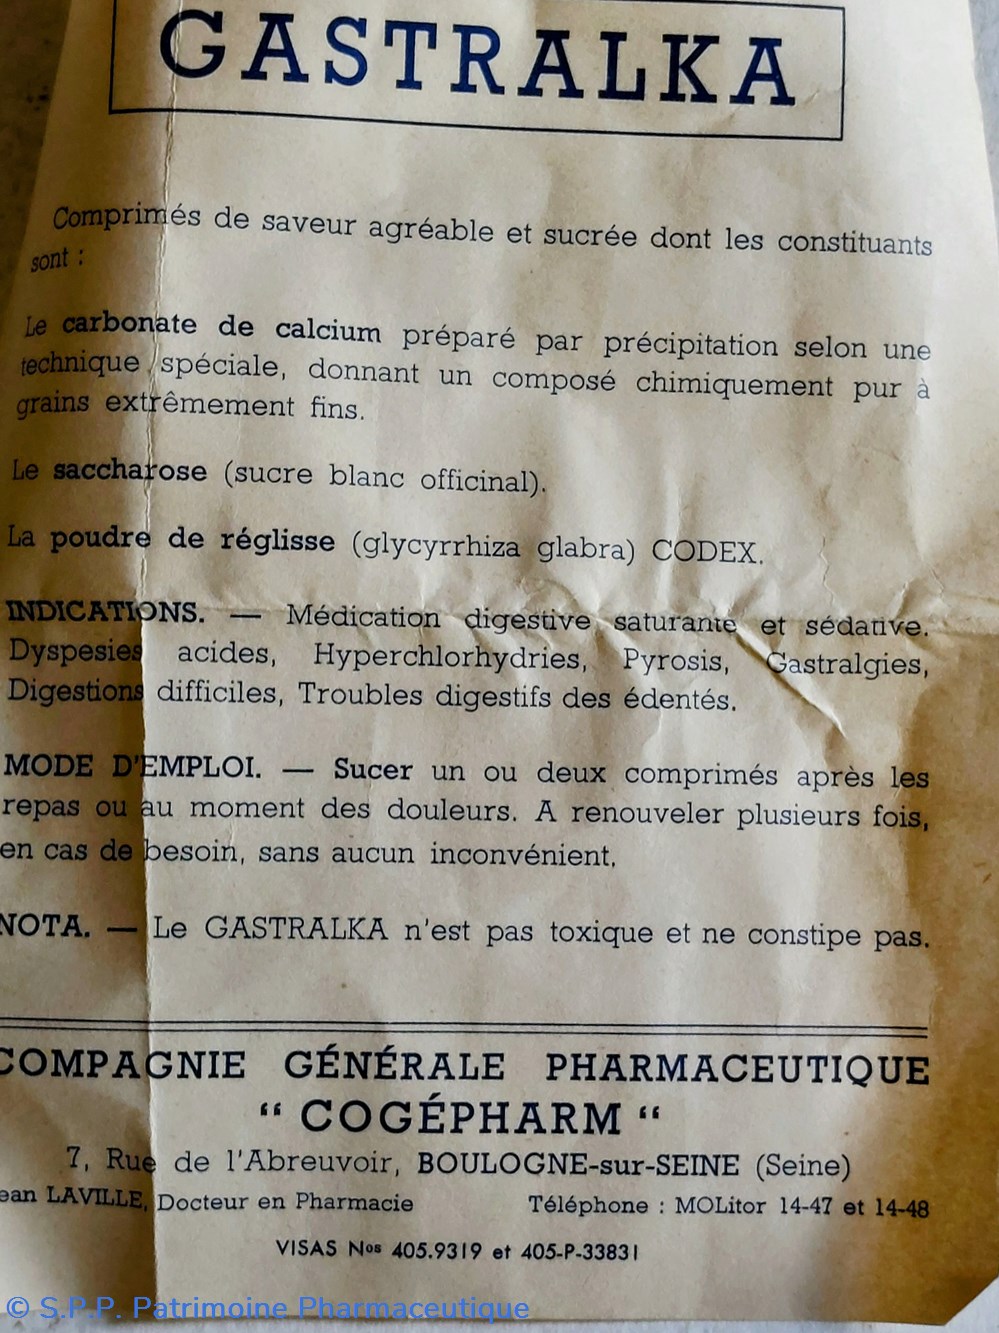 GASTRALKA
Comprimés de saveur agréable et sucrée dont les constituants
sont :
Le carbonate de calcium préparé par précipitation selon une
technique spéciale, donnant un composé chimiquement pur à
grains extrêmement fins.
Le saccharose (sucre blanc officinal).
La poudre de réglisse (glycyrrhiza glabra) CODEX.
INDICATIONS. — Médication digestive saturante et sédative.
Dyspesies acides, Hyperchlorhydries, Pyrosis, Gastralgies,
Digestions difficiles, Troubles digestifs des édentés.
MODE D'EMPLOI. — Sucer un ou deux comprimés après les
repas ou au moment des douleurs. A renouveler plusieurs fois,
en cas de besoin, sans aucun inconvénient.
NOTA. — Le GASTRALKA n'est pas toxique et ne constipe pas.
COMPAGNIE GÉNÉRALE PHARMACEUTIQUE
“ COGÉPHARM “
7, Rue de l'Abreuvoir, BOULOGNE-sur-SEINE (Seine)
ean LAVILLE, Docteur en Pharmacie Téléphone : MOLitor 14-47 et 14-48
VISAS Nos 405.9319 et 405-P-33831
© S.P.P. Patrimoine Pharmaceutique